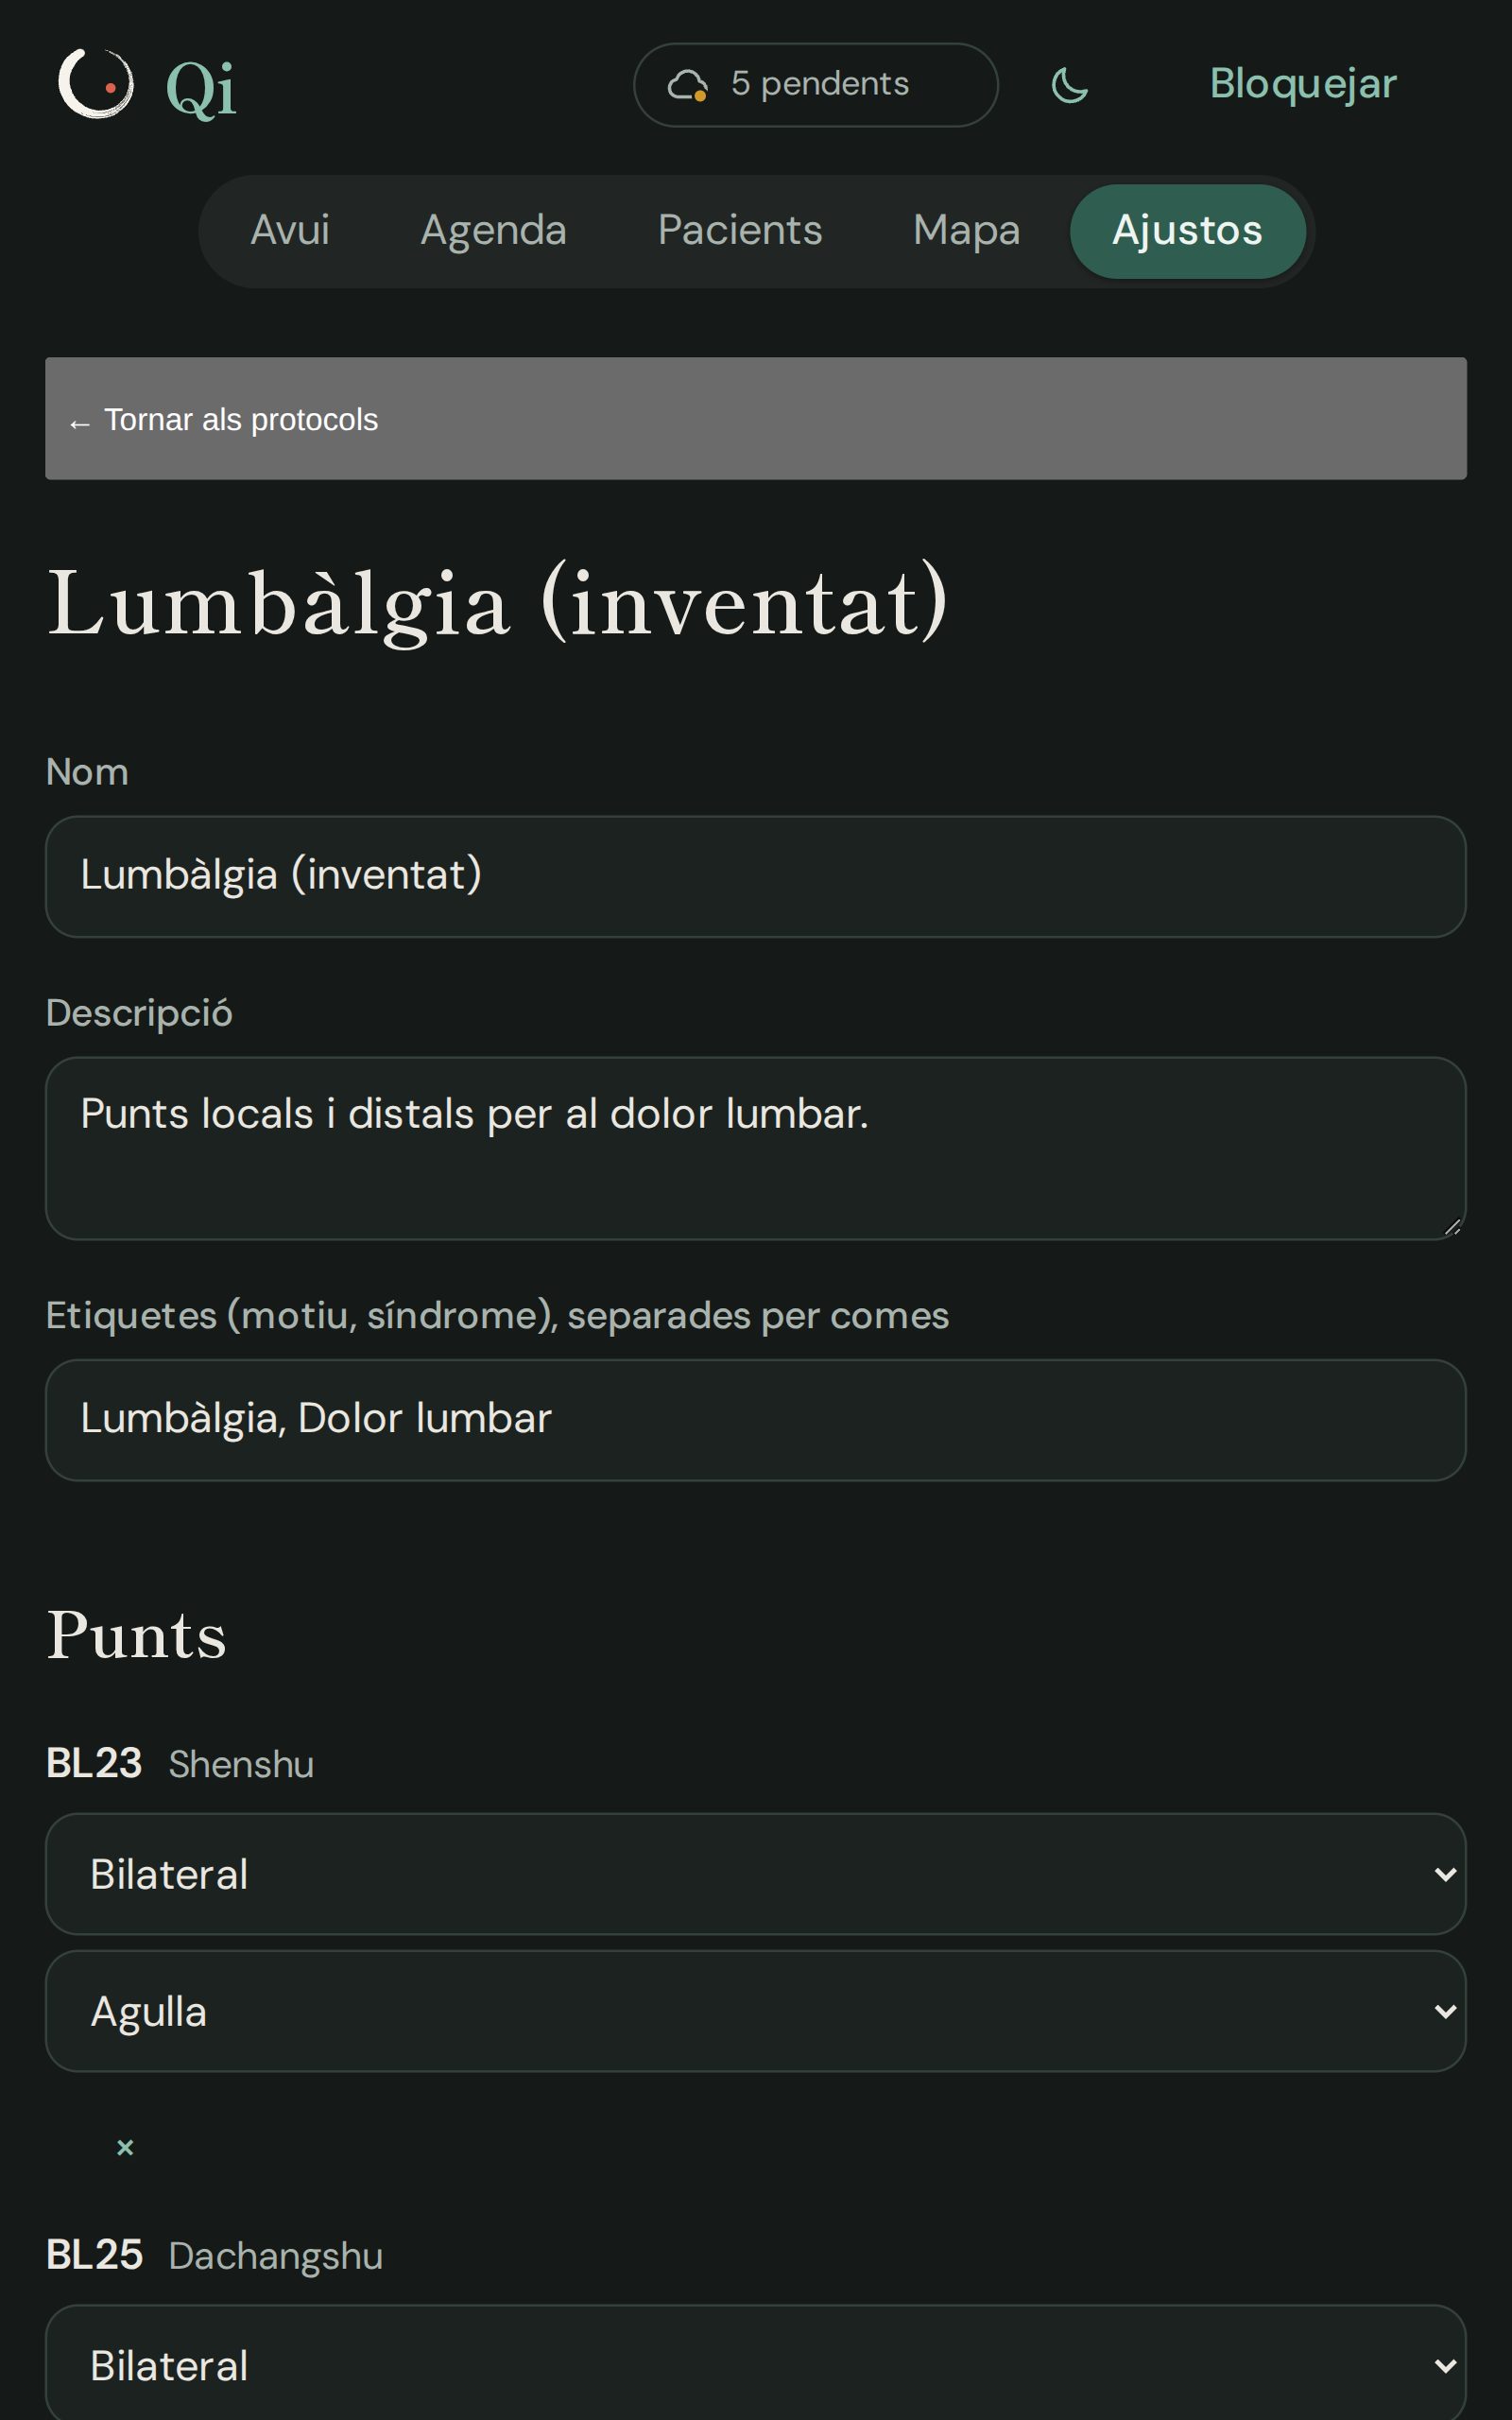 Qi
5 pendents
Bloquejar
Avui Agenda Pacients Mapa Ajustos
← Tornar als protocols
Lumbàlgia (inventat)
Nom
Lumbàlgia (inventat)
Descripció
Punts locals i distals per al dolor lumbar.
Etiquetes (motiu, síndrome), separades per comes
Lumbàlgia, Dolor lumbar
Punts
BL23 Shenshu
Bilateral
Agulla
×
BL25 Dachangshu
Bilateral